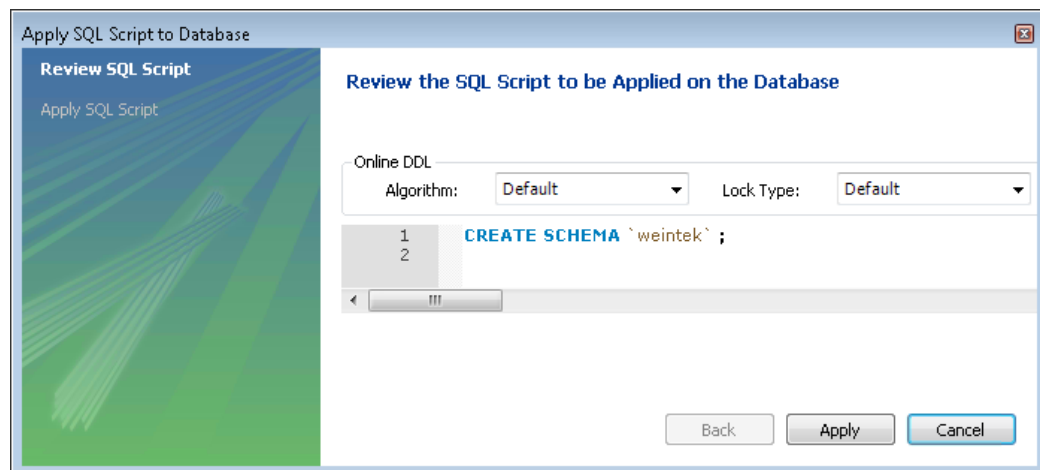 Apply SQL Script to Database
Review SQL Script
Apply SQL Script
Review the SQL Script to be Applied on the Database
Online DDL
Algorithm: Default Lock Type: Default
1 CREATE SCHEMA `weintek` ;
2
Back Apply Cancel